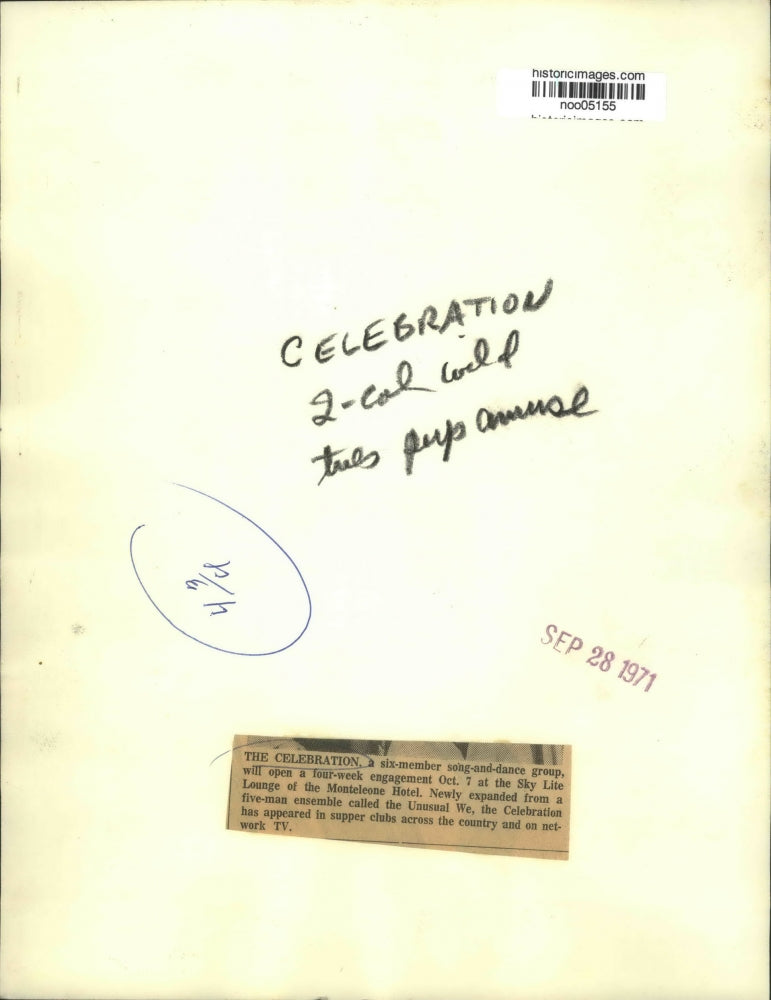 historicimages.com
noo05155
CELEBRATION
2-col wild
tues pup amuse
SEP 28 1971
THE CELEBRATION, a six-member song-and-dance group,
will open a four-week engagement Oct. 7 at the Sky Lite
Lounge of the Monteleone Hotel. Newly expanded from a
five-man ensemble called the Unusual We, the Celebration
has appeared in supper clubs across the country and on net-
work TV.